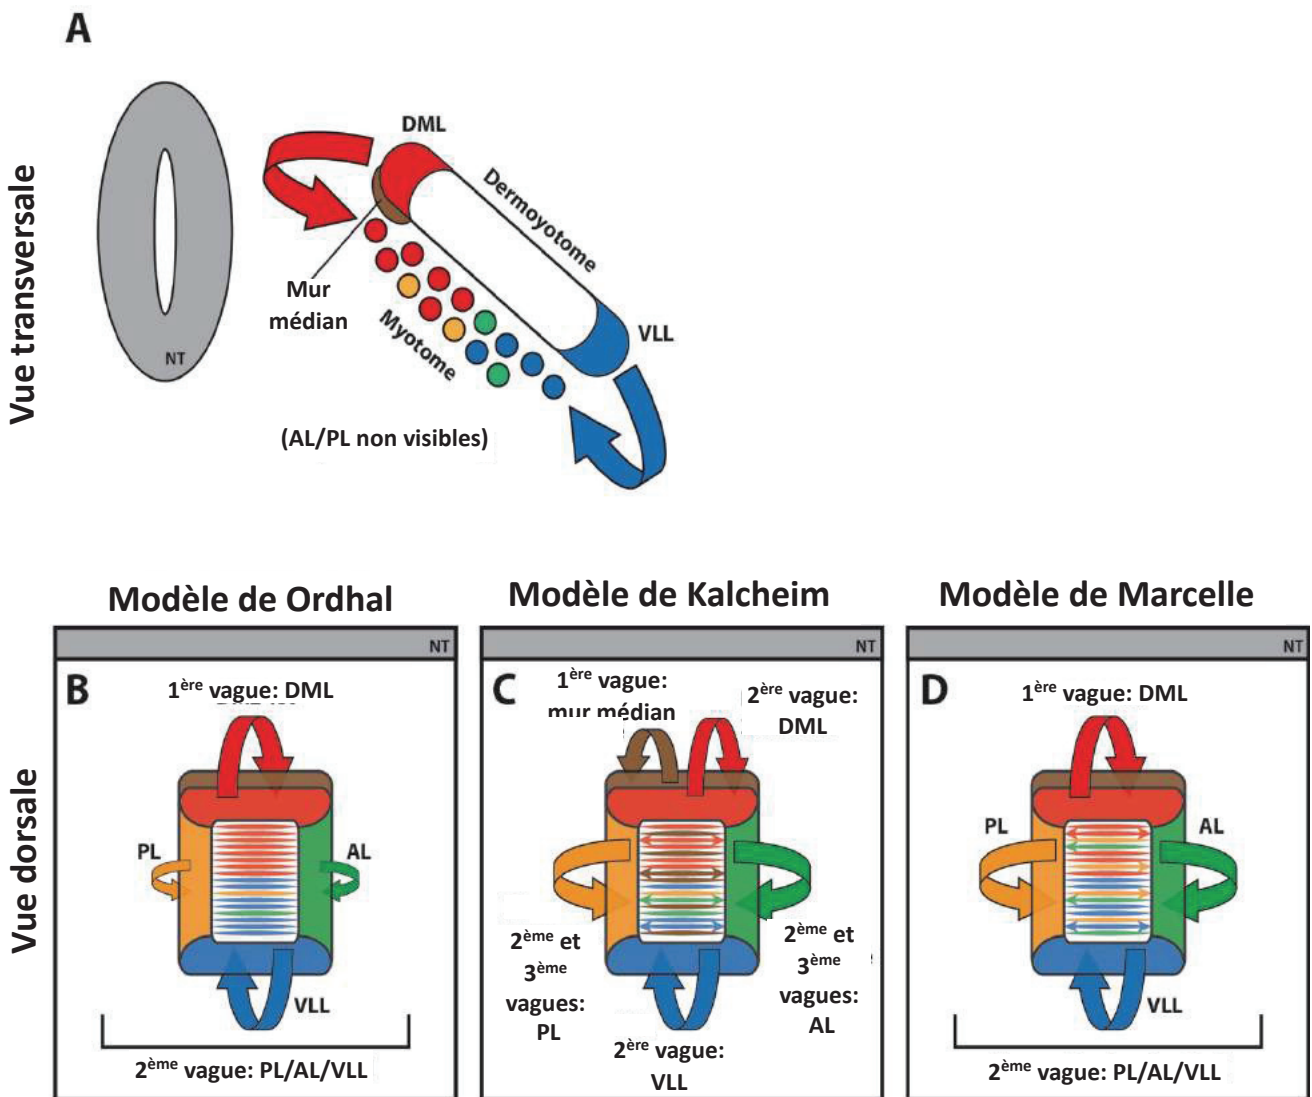 A
Vue transversale
DML
Dermoyotome
Mur
médian
VLL
Myotome
NT
(AL/PL non visibles)
Modèle de Ordhal
Modèle de Kalcheim
Modèle de Marcelle
Vue dorsale
NT
B
1ère vague: DML
PL
AL
VLL
2ème vague: PL/AL/VLL
NT
C
1ère vague:
mur médian
2ère vague:
DML
2ème et
3ème
vagues:
PL
2ème et
3ème
vagues:
AL
2ère vague:
VLL
NT
D
1ère vague: DML
PL
AL
VLL
2ème vague: PL/AL/VLL